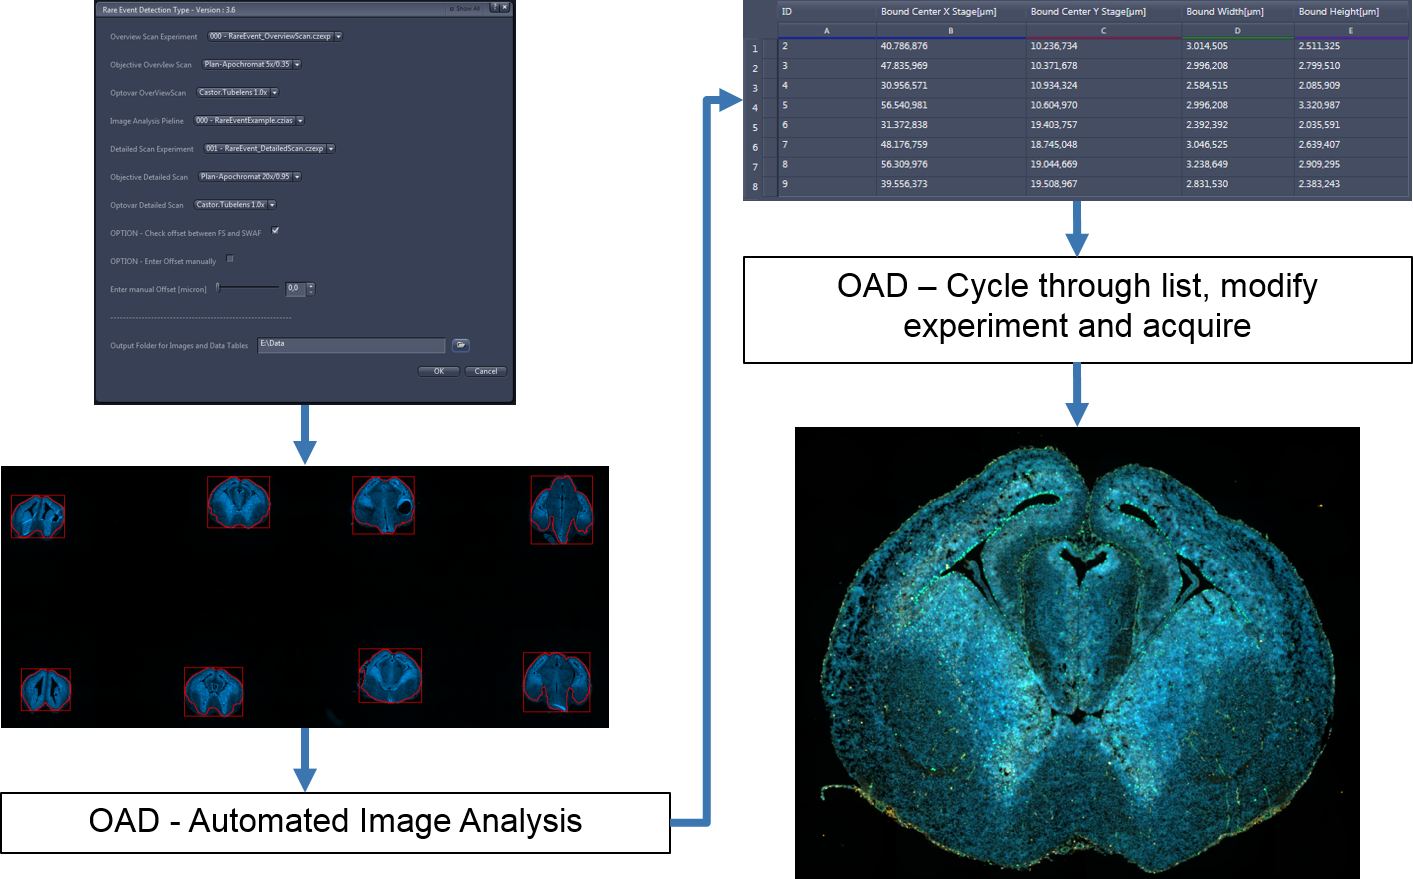 Rare Event Detection Type - Version : 3.6
Show All
? ×
Overview Scan Experiment 000 - RareEvent_OverviewScan.czexp
Objective OvervIew Scan Plan-Apochromat 5x/0.35
Optovar OverViewScan Castor.Tubelens 1.0x
Image Analysis Pieline 000 - RareEventExample.czias
Detailed Scan Experiment 001 - RareEvent_DetailedScan.czexp
Objective Detailed Scan Plan-Apochromat 20x/0.95
Optovar Detailed Scan Castor.Tubelens 1.0x
OPTION - Check offset between FS and SWAF
OPTION - Enter Offset manually
Enter manual Offset [micron] 0,0
--------------------------------------------------------
Output Folder for Images and Data Tables E:\Data
OK Cancel
OAD - Automated Image Analysis
ID Bound Center X Stage[µm] Bound Center Y Stage[µm] Bound Width[µm] Bound Height[µm]
A B C D E
1 2 40.786,876 10.236,734 3.014,505 2.511,325
2 3 47.835,969 10.371,678 2.996,208 2.799,510
3 4 30.956,571 10.934,324 2.584,515 2.085,909
4 5 56.540,981 10.604,970 2.996,208 3.320,987
5 6 31.372,838 19.403,757 2.392,392 2.035,591
6 7 48.176,759 18.745,048 3.046,525 2.639,407
7 8 56.309,976 19.044,669 3.238,649 2.909,295
8 9 39.556,373 19.508,967 2.831,530 2.383,243
OAD – Cycle through list, modify
experiment and acquire